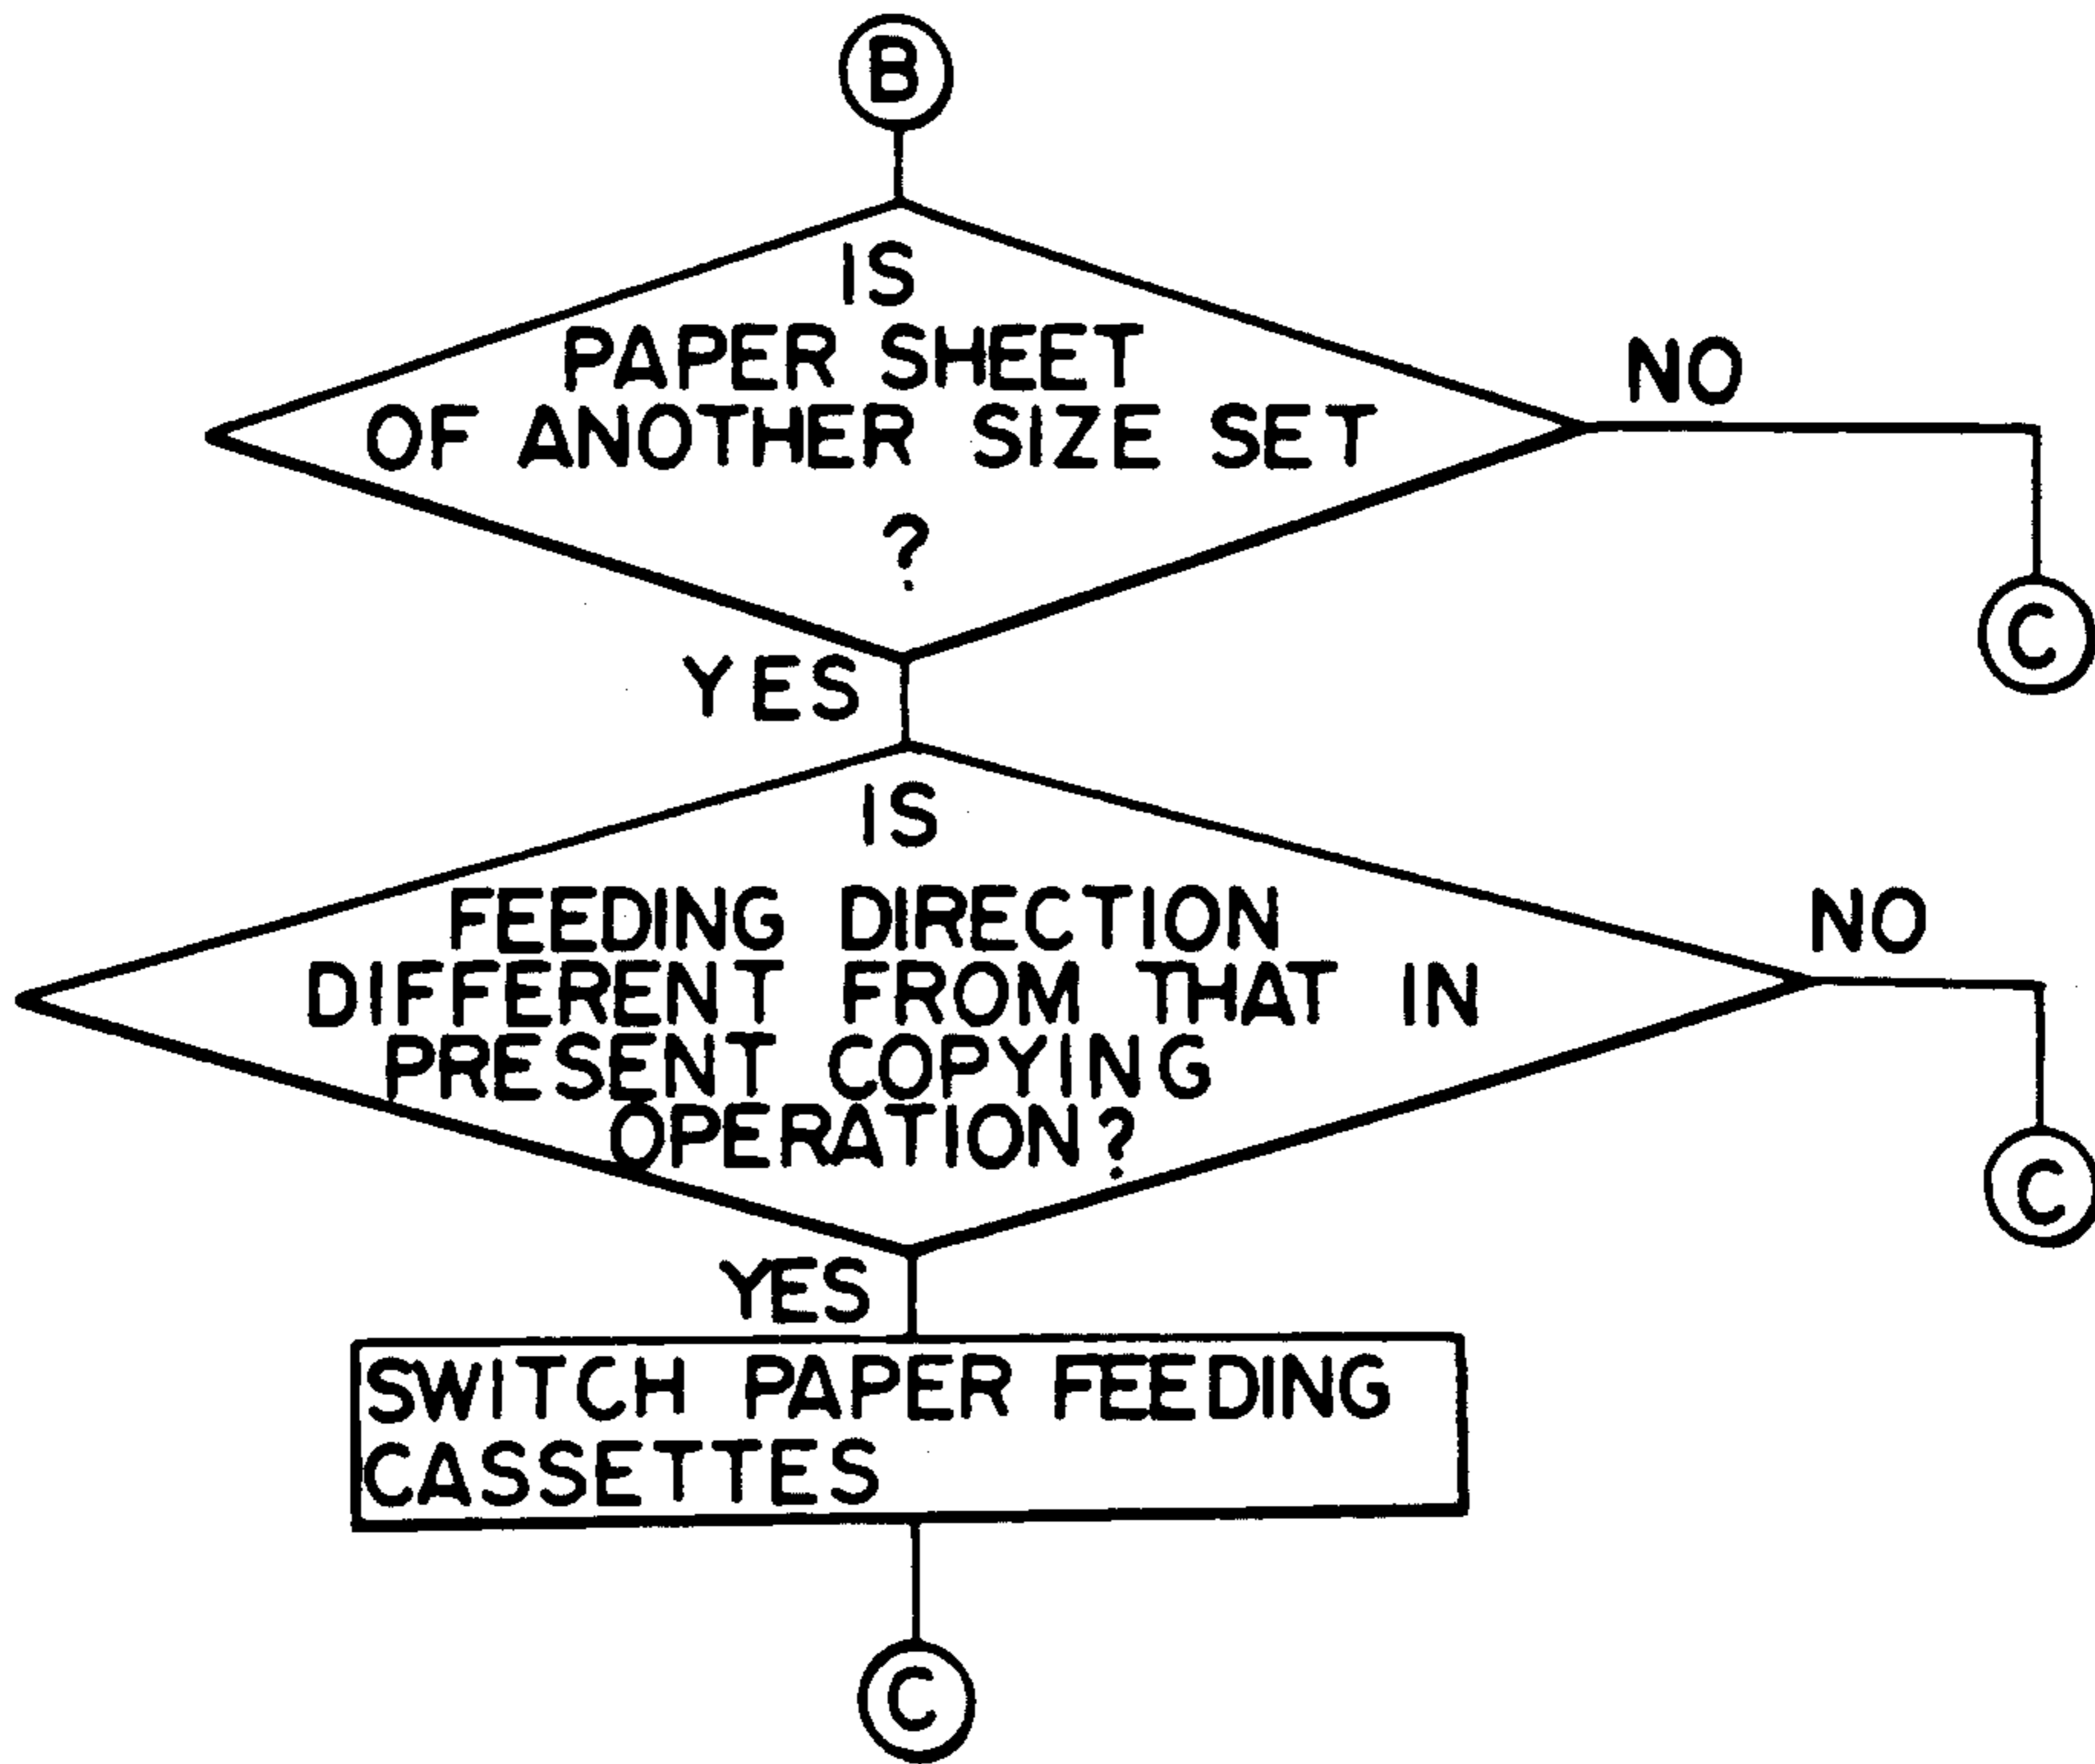 B
IS
PAPER SHEET
OF ANOTHER SIZE SET
?
NO
C
YES
IS
FEEDING DIRECTION
DIFFERENT FROM THAT IN
PRESENT COPYING
OPERATION?
NO
C
YES
SWITCH PAPER FEEDING
CASSETTES
C